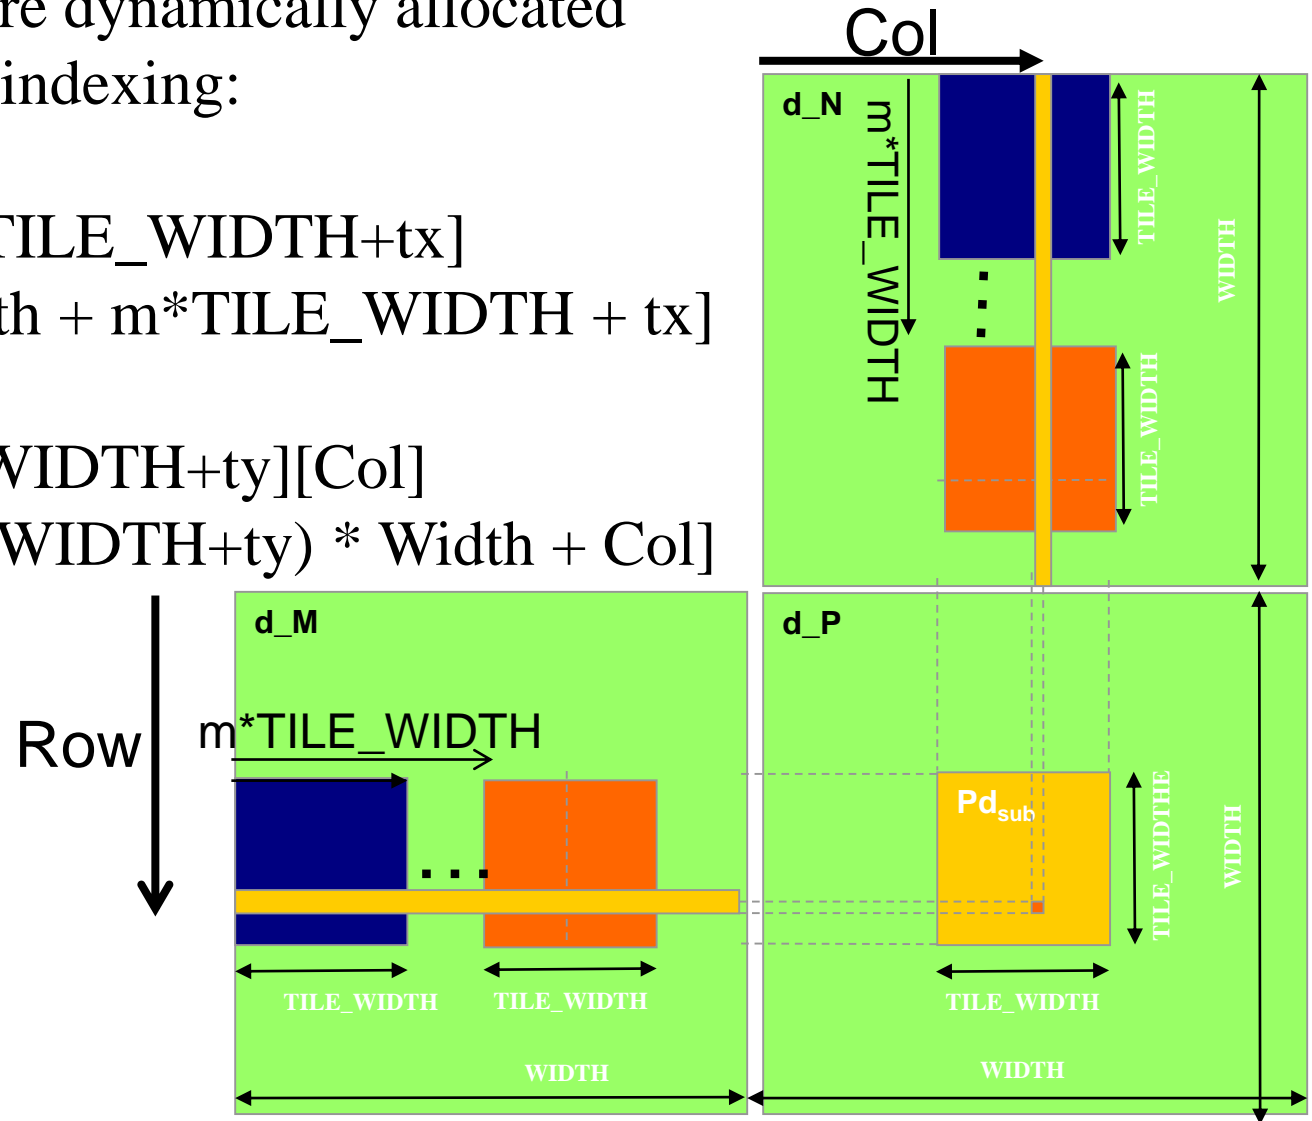 re dynamically allocated
indexing:
TILE_WIDTH+tx]
th + m*TILE_WIDTH + tx]
WIDTH+ty][Col]
WIDTH+ty) * Width + Col]
Col
d_N
m*TILE_WIDTH
TILE_WIDTH
WIDTH
TILE_WIDTH
Row
d_M
m*TILE_WIDTH
TILE_WIDTH
TILE_WIDTH
WIDTH
d_P
Pdsub
TILE_WIDTHE
WIDTH
TILE_WIDTH
WIDTH